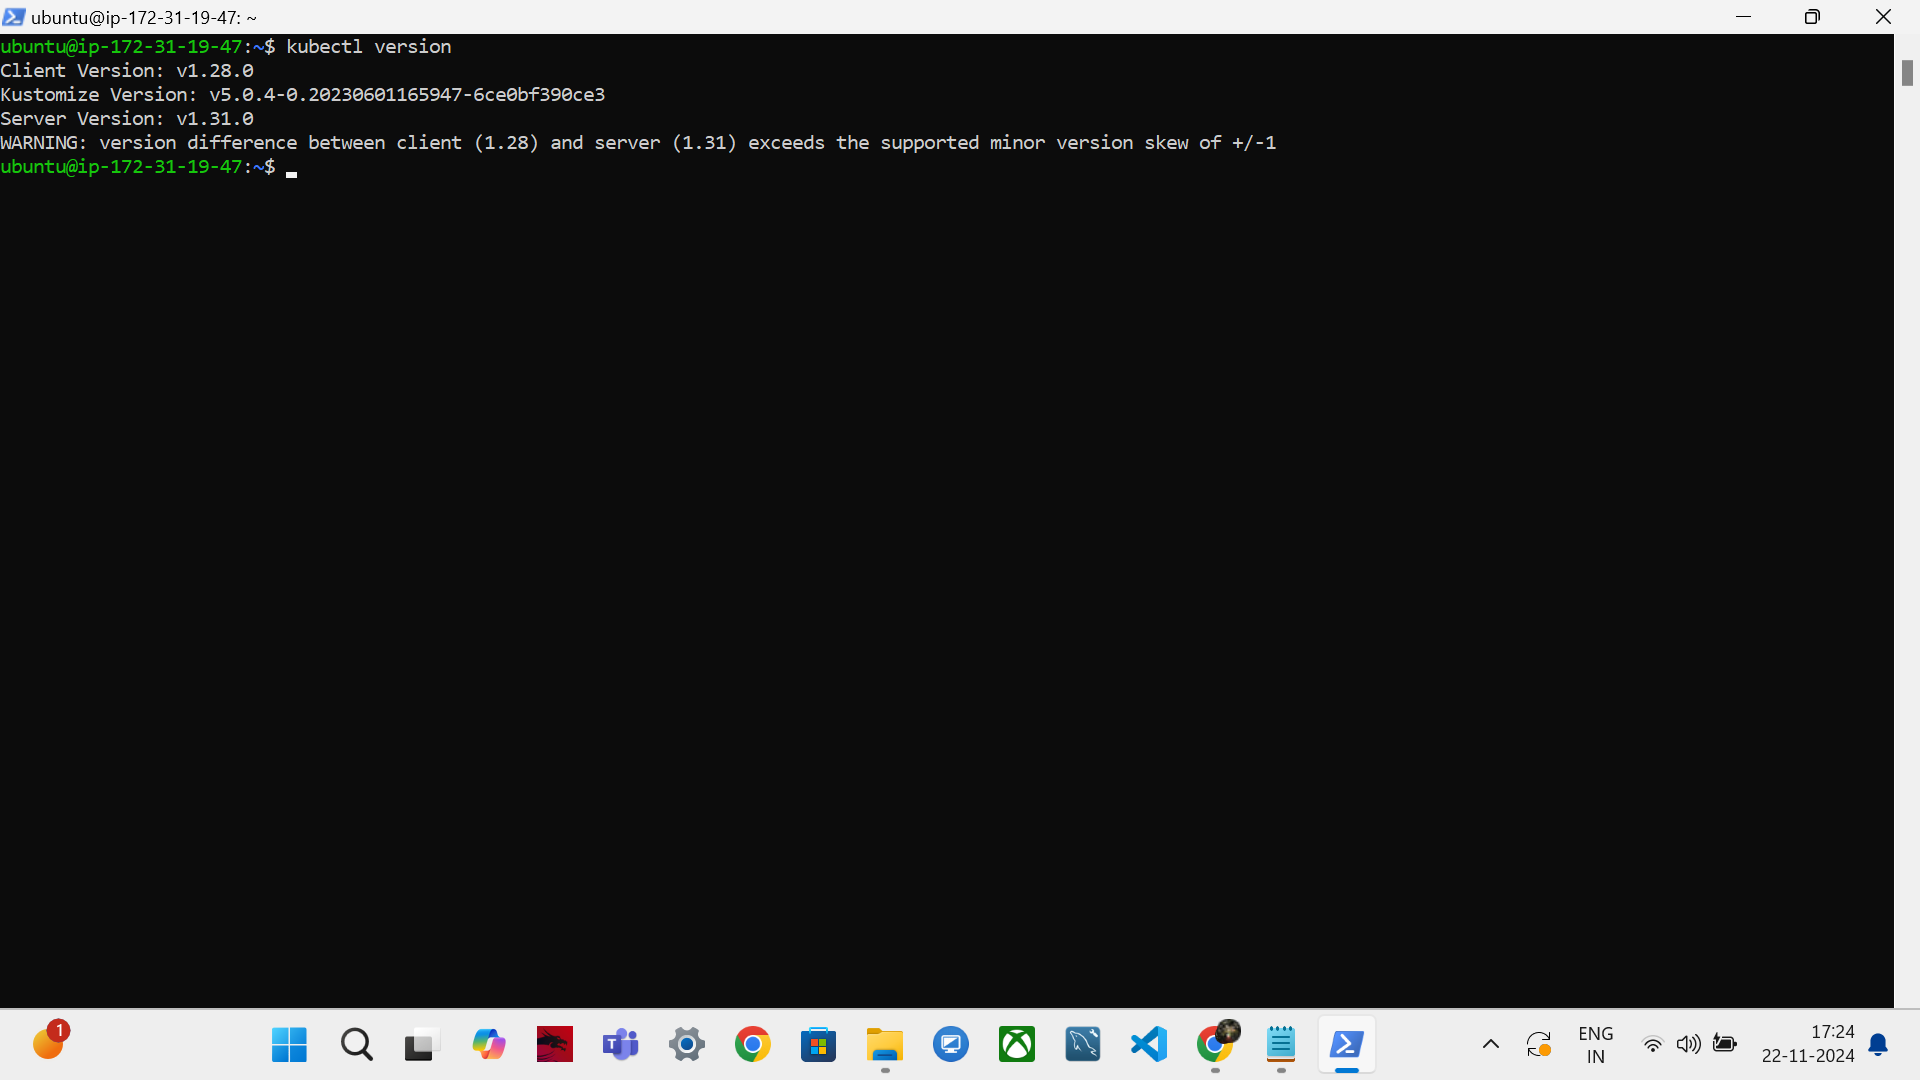 ubuntu@ip-172-31-19-47: ~
ubuntu@ip-172-31-19-47:~$ kubectl version
Client Version: v1.28.0
Kustomize Version: v5.0.4-0.20230601165947-6ce0bf390ce3
Server Version: v1.31.0
WARNING: version difference between client (1.28) and server (1.31) exceeds the supported minor version skew of +/-1
ubuntu@ip-172-31-19-47:~$
1
T
ENG
IN
17:24
22-11-2024